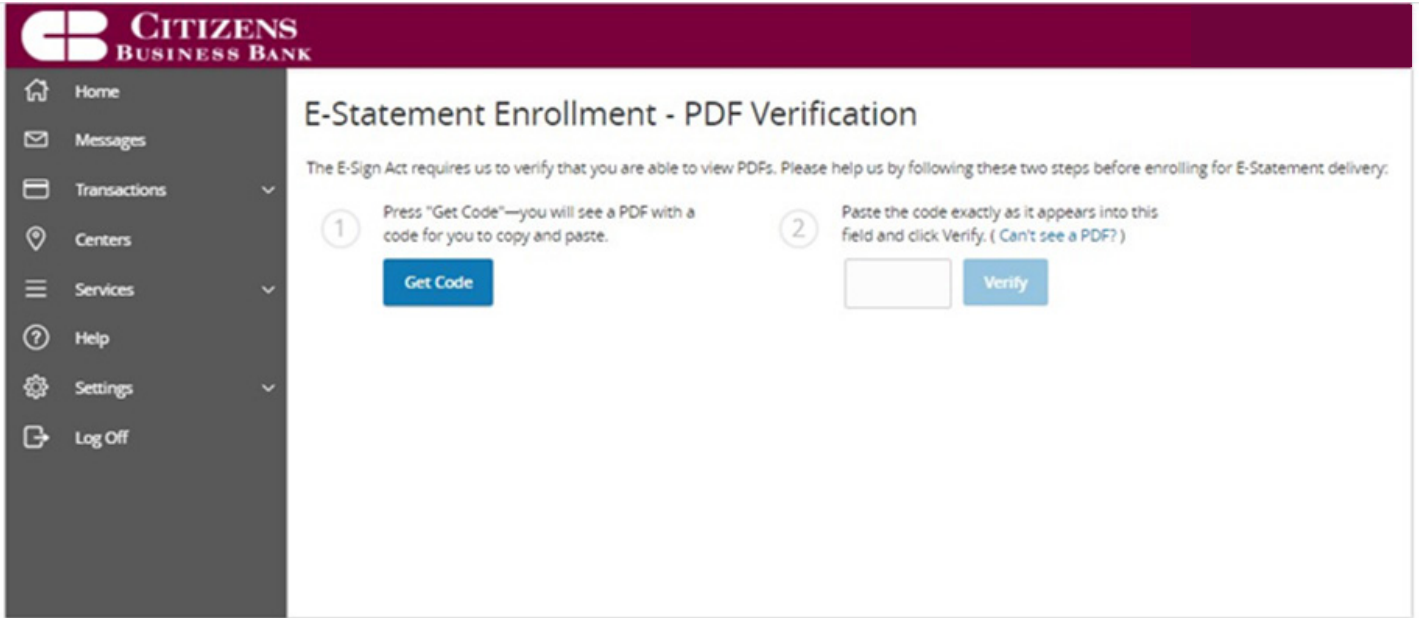 CITIZENS
BUSINESS BANK
Home
Messages
Transactions
Centers
Services
Help
Settings
Log Off
E-Statement Enrollment - PDF Verification
The E-Sign Act requires us to verify that you are able to view PDFs. Please help us by following these two steps before enrolling for E-Statement delivery:
1
Press "Get Code"—you will see a PDF with a
code for you to copy and paste.
Get Code
2
Paste the code exactly as it appears into this
field and click Verify. ( Can't see a PDF? )
Verify